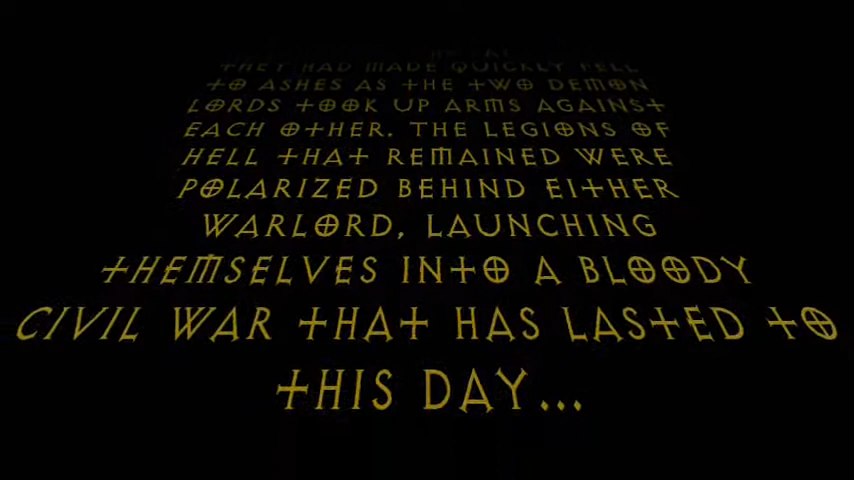 THEY HAD MADE QUICKLY FELL
TO ASHES AS THE TWO DEMON
LORDS TOOK UP ARMS AGAINST
EACH OTHER. THE LEGIONS OF
HELL THAT REMAINED WERE
POLARIZED BEHIND EITHER
WARLORD, LAUNCHING
THEMSELVES INTO A BLOODY
CIVIL WAR THAT HAS LASTED TO
THIS DAY...